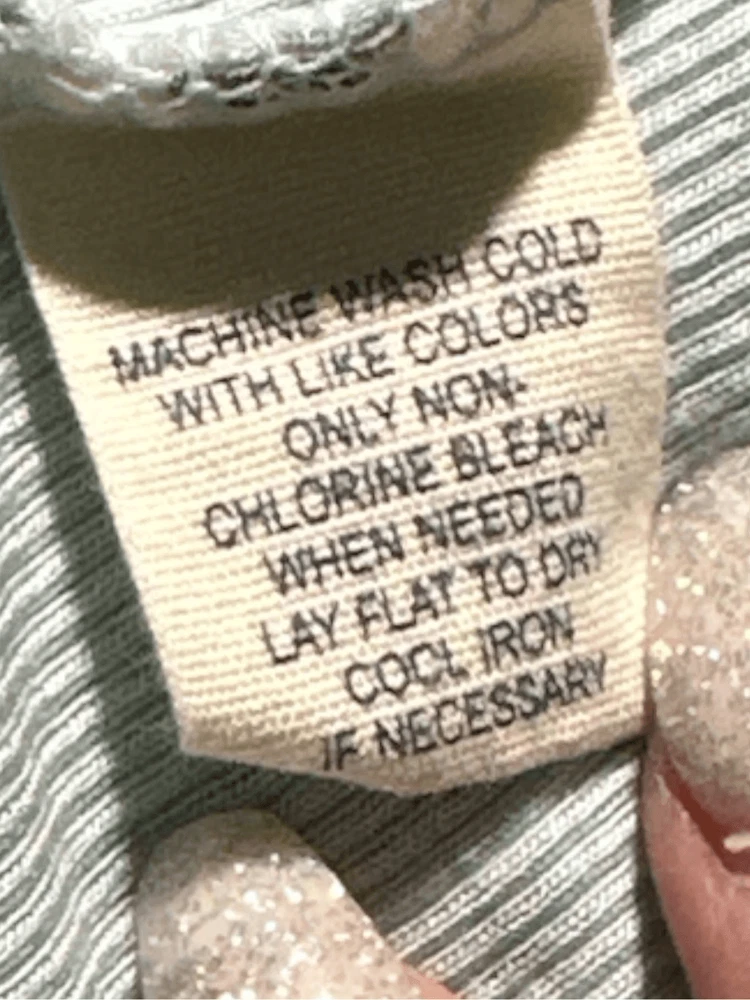 MACHINE WASH COLD
WITH LIKE COLORS
ONLY NON-
CHLORINE BLEACH
WHEN NEEDED
LAY FLAT TO DRY
COOL IRON
IF NECESSARY